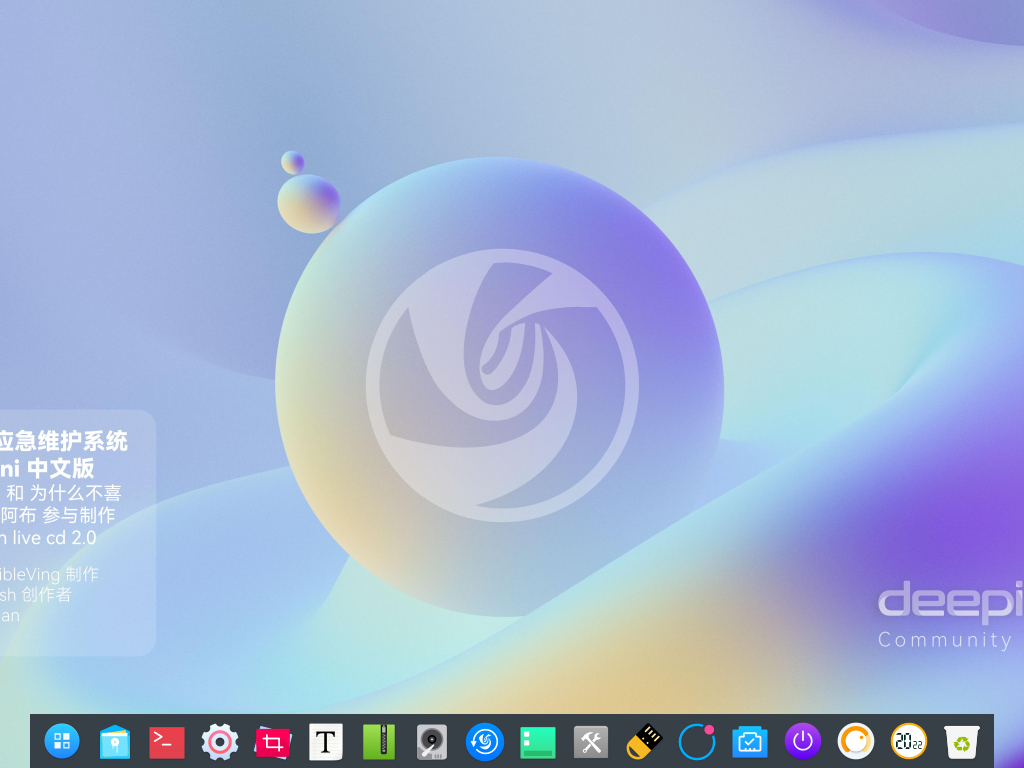 应急维护系统
ni 中文版
和 为什么不喜
阿布 参与制作
n live cd 2.0
ibleVing 制作
sh 创作者
an
deepi
Community
>_
T
20 22